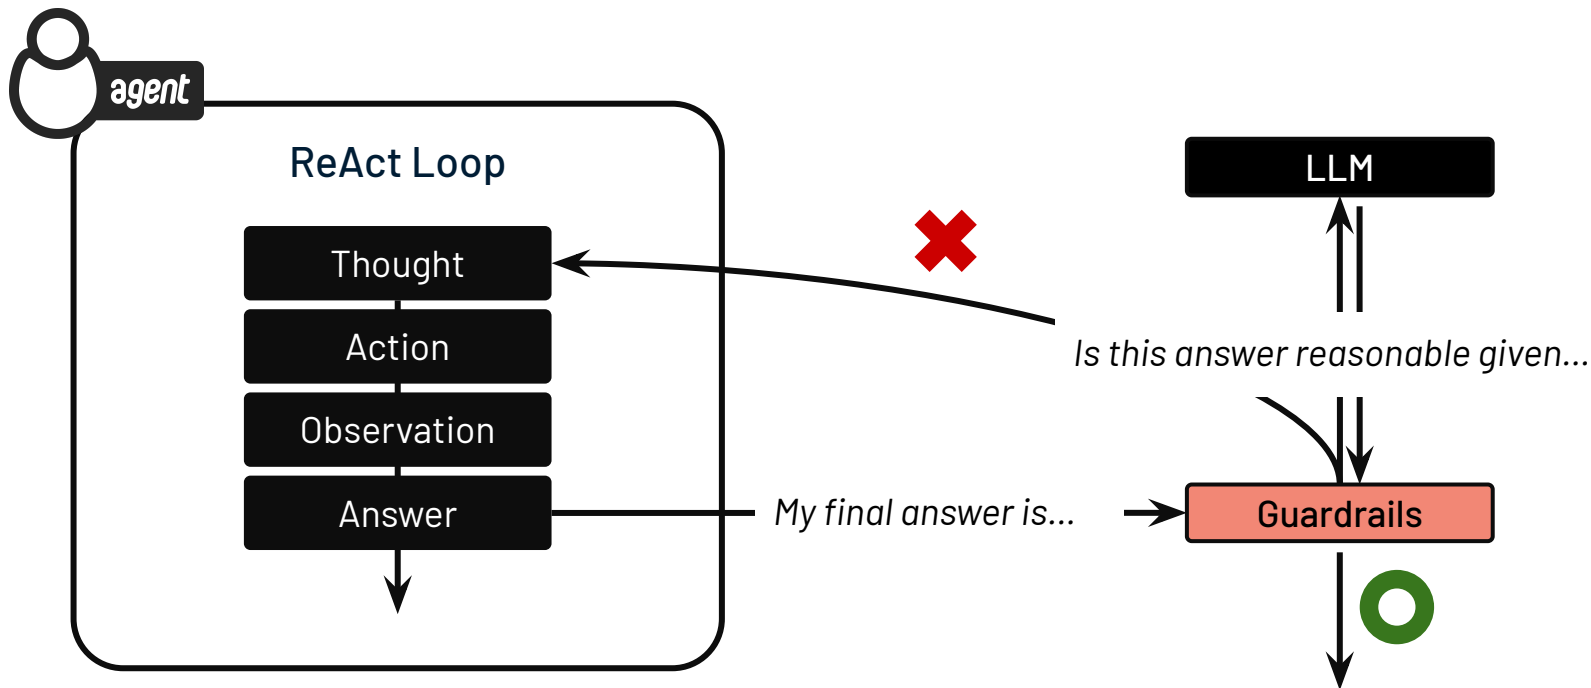 agent
ReAct Loop
LLM
Thought
Action
Is this answer reasonable given...
Observation
Answer
My final answer is...
Guardrails